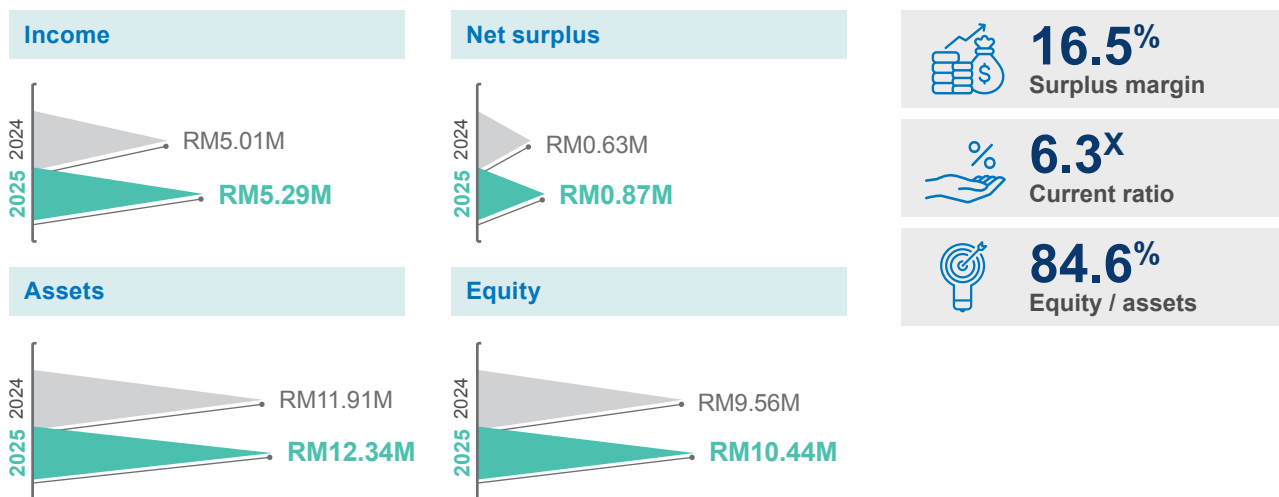 Income
2024
RM5.01M
2025
RM5.29M
Net surplus
2024
RM0.63M
2025
RM0.87M
Assets
2024
RM11.91M
2025
RM12.34M
Equity
2024
RM9.56M
2025
RM10.44M
$
16.5%
Surplus margin
%
6.3X
Current ratio
84.6%
Equity / assets